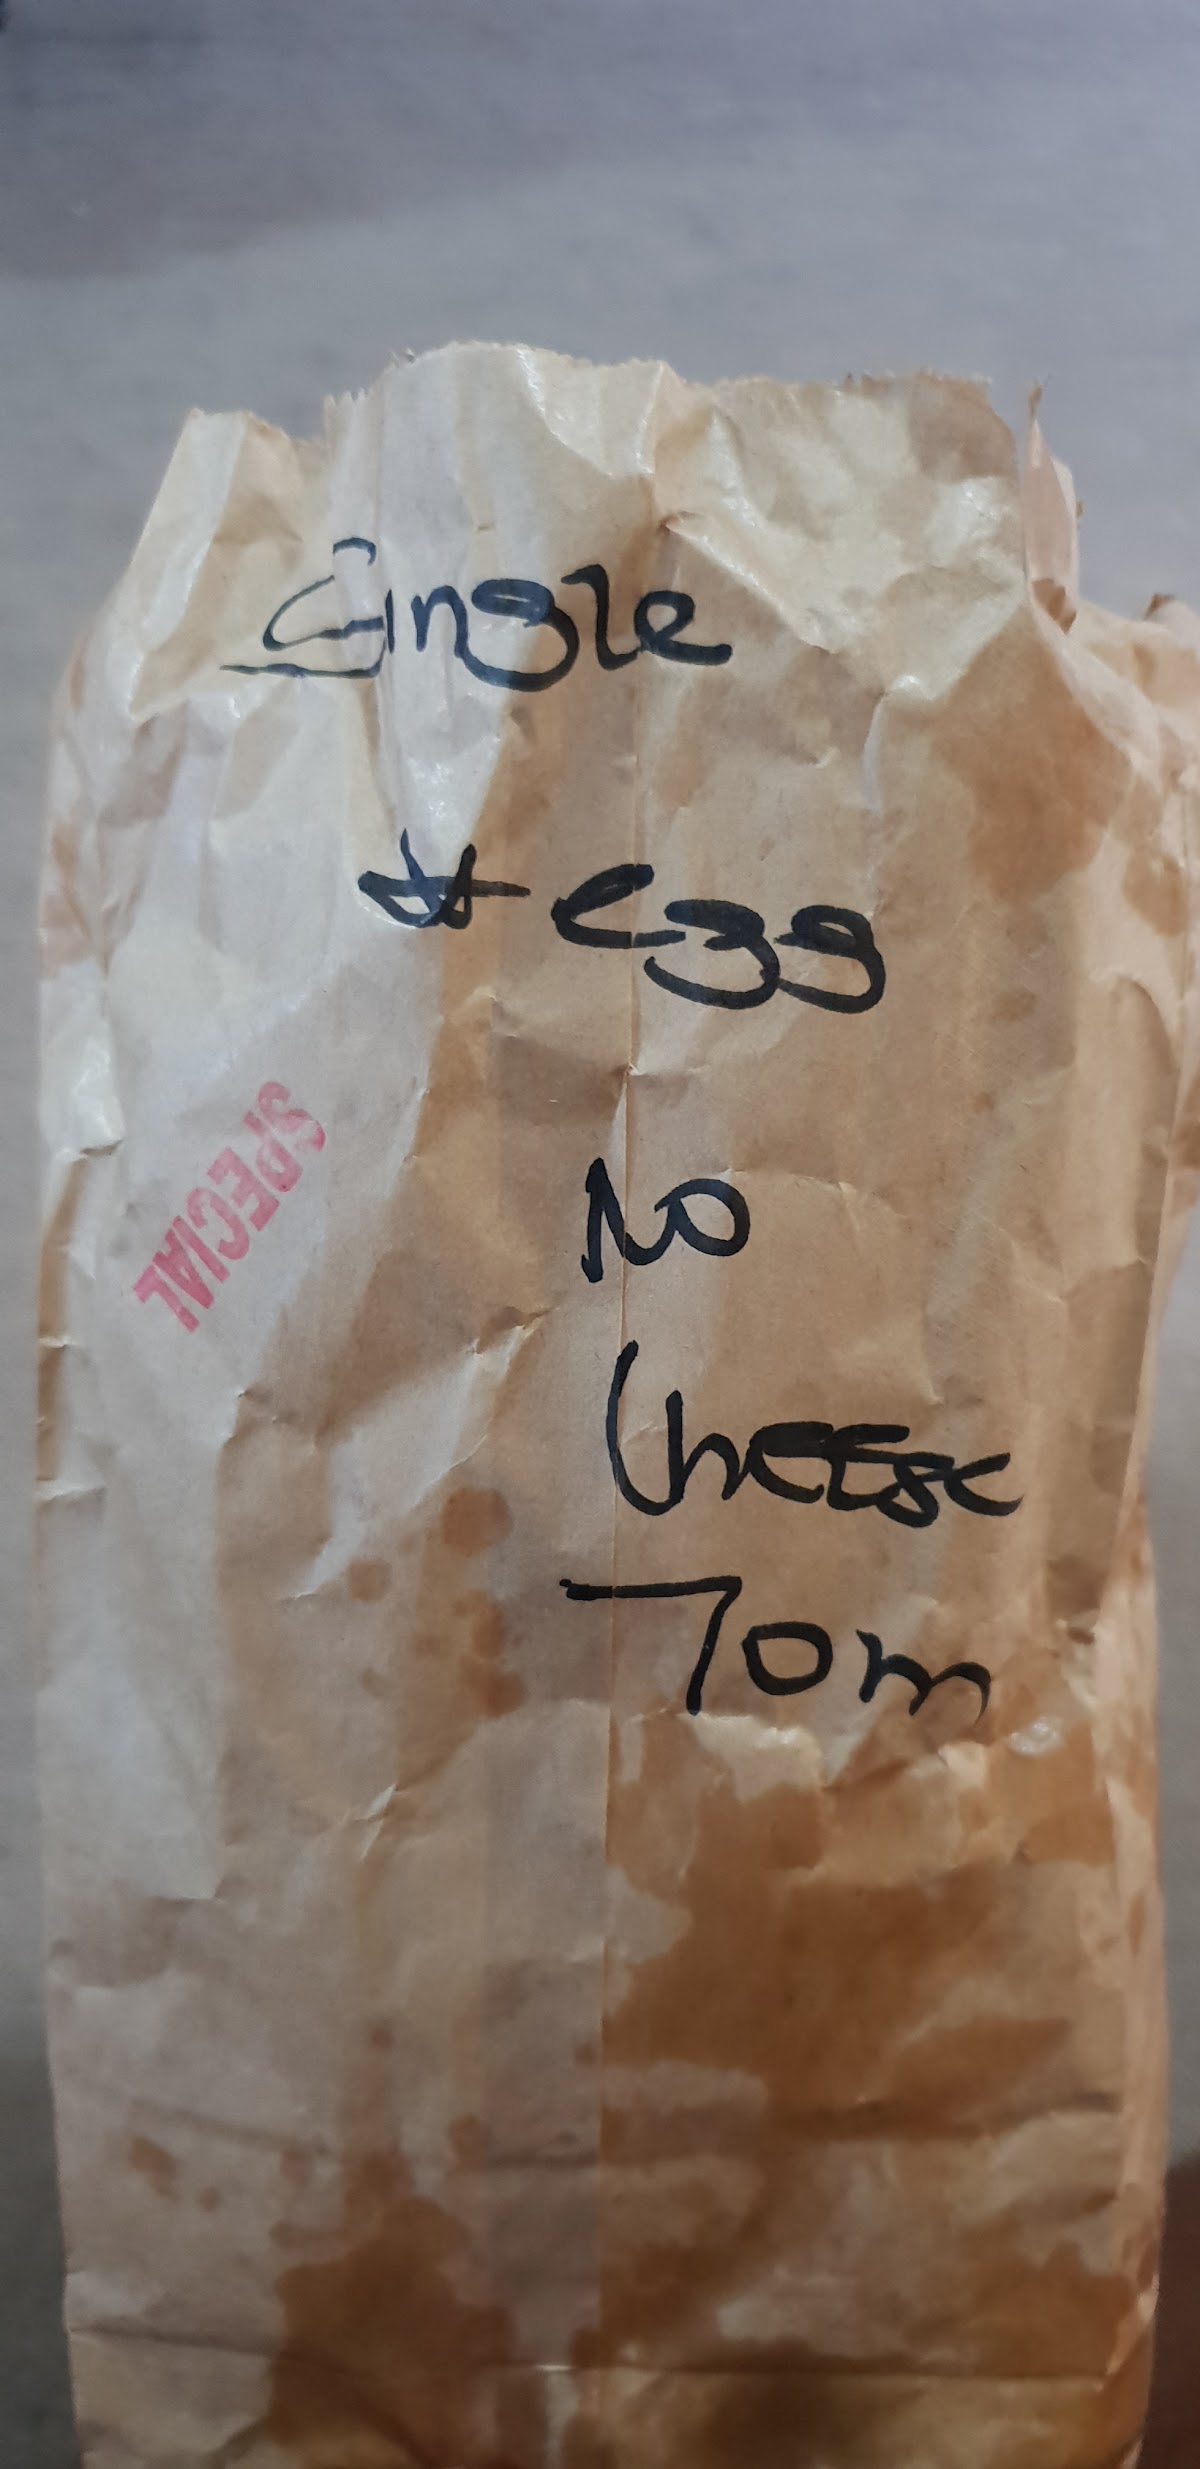 Single
# egg
SPECIAL
NO
CHEESE
Tom